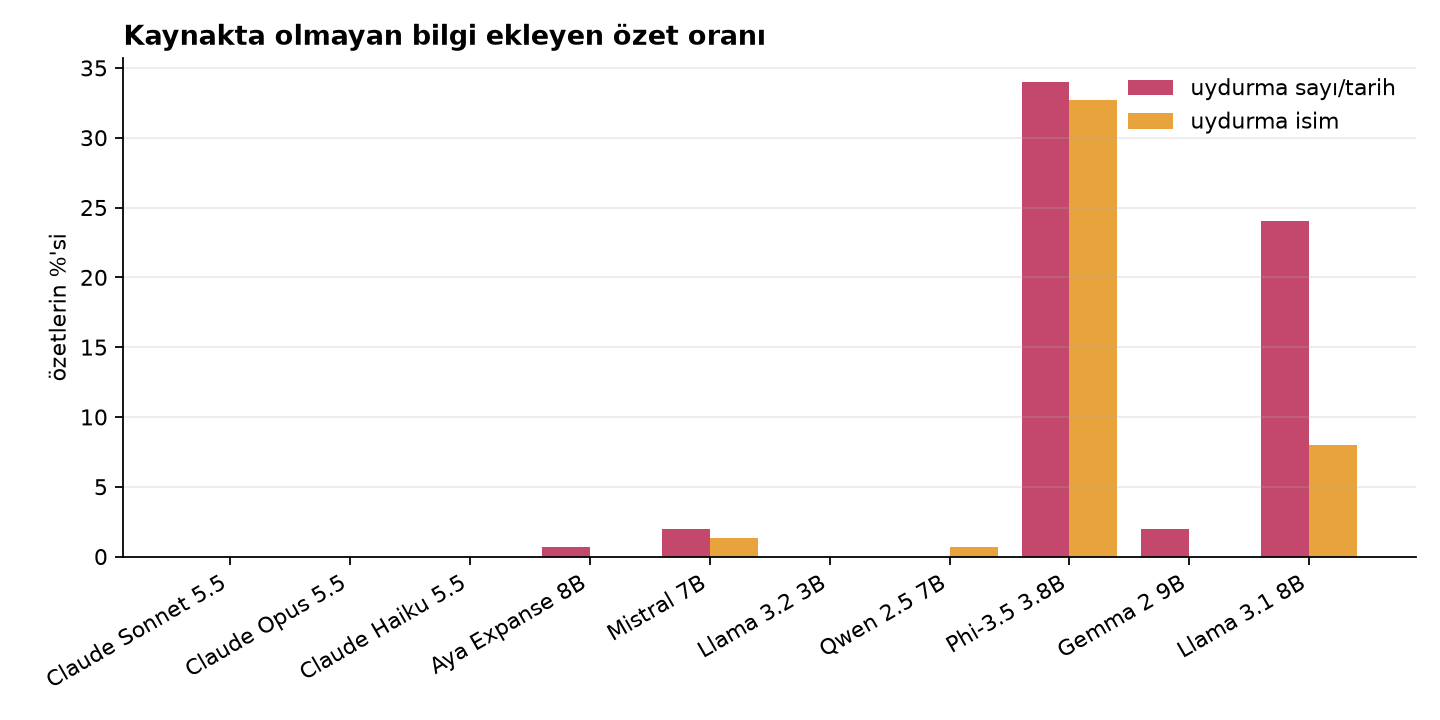 Kaynakta olmayan bilgi ekleyen özet oranı
uydurma sayı/tarih
uydurma isim
özetlerin %'si
35
30
25
20
15
10
5
0
Claude Sonnet 5.5
Claude Opus 5.5
Claude Haiku 5.5
Aya Expanse 8B
Mistral 7B
Llama 3.2 3B
Qwen 2.5 7B
Phi-3.5 3.8B
Gemma 2 9B
Llama 3.1 8B